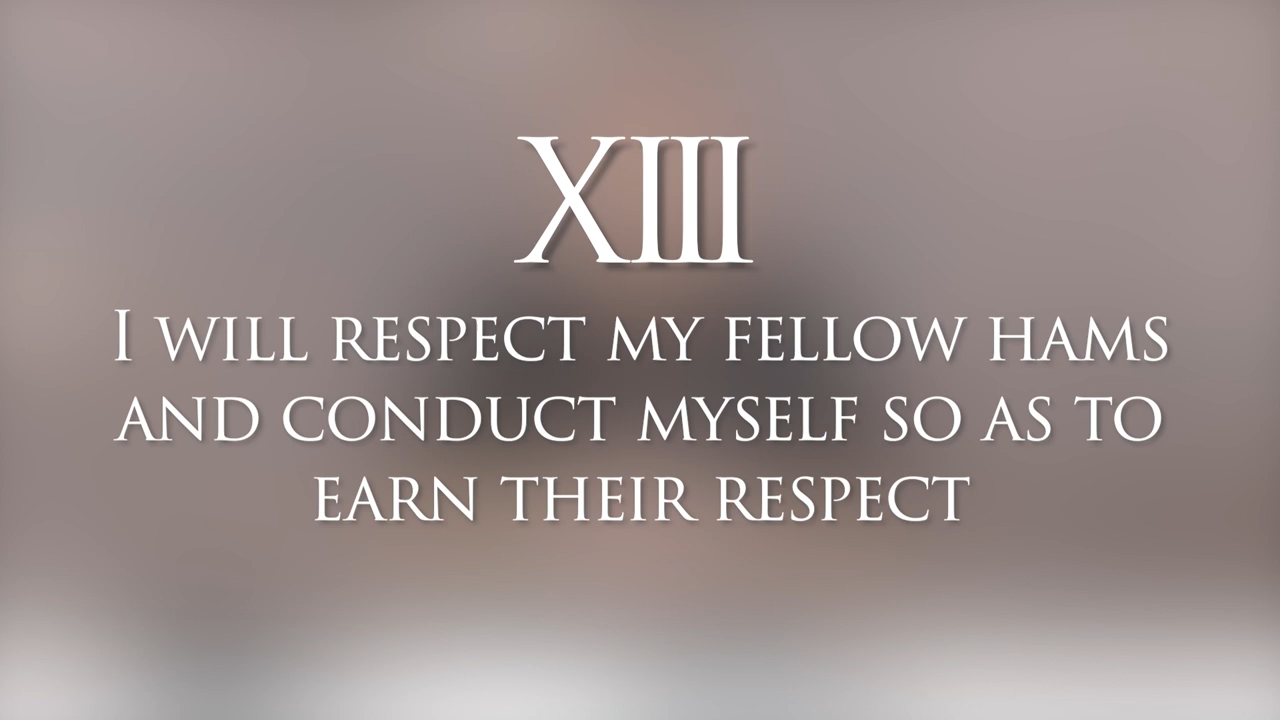 XIII
I WILL RESPECT MY FELLOW HAMS
AND CONDUCT MYSELF SO AS TO
EARN THEIR RESPECT